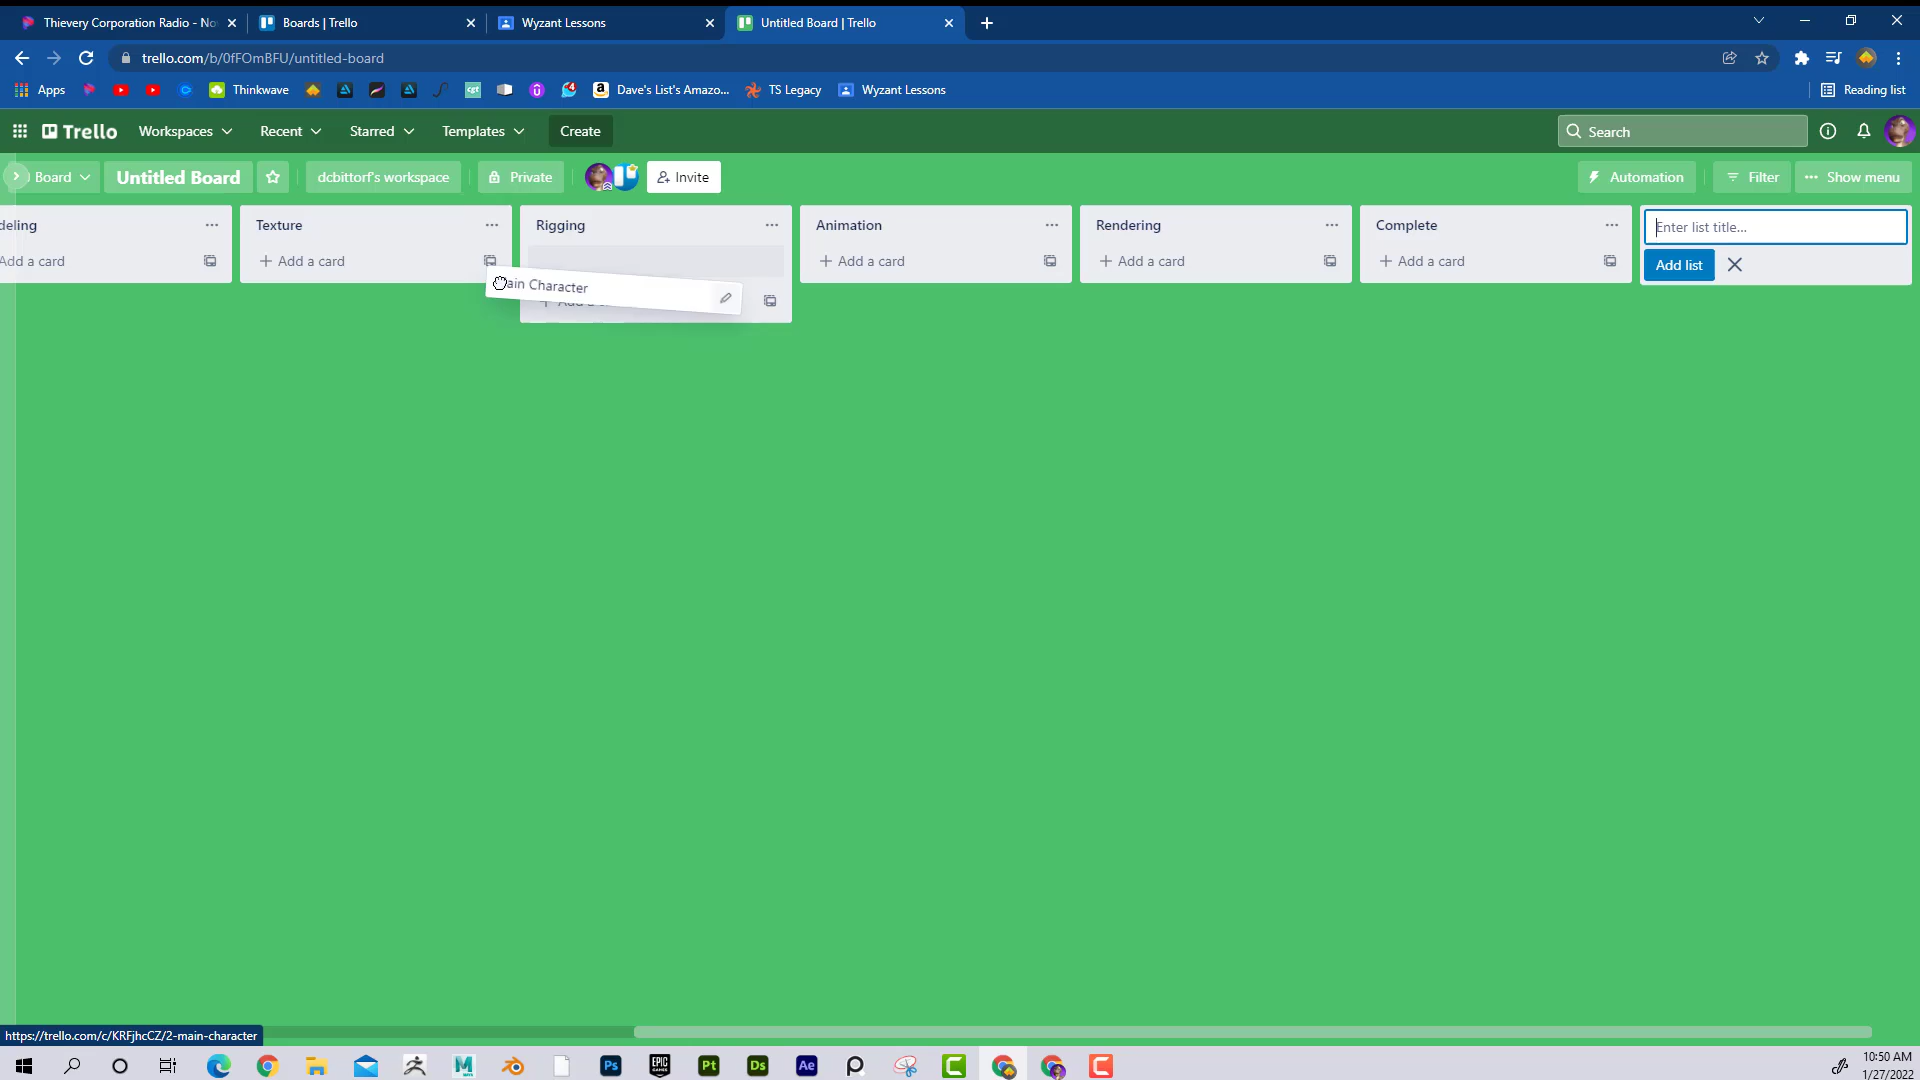 Thievery Corporation Radio - No
Boards | Trello
Wyzant Lessons
Untitled Board | Trello
trello.com/b/0fFOmBFU/untitled-board
Apps
Thinkwave
Dave's List's Amazo...
TS Legacy
Wyzant Lessons
Reading list
Trello
Workspaces
Recent
Starred
Templates
Create
Search
Board
Untitled Board
dcbittorf's workspace
Private
Invite
Automation
Filter
Show menu
deling
Texture
Rigging
Animation
Rendering
Complete
Enter list title...
Add a card
Add a card
Add a card
Add a card
Add a card
Add list
ain Character
https://trello.com/c/KRFjhcCZ/2-main-character
Ps
EPIC GAMES
Pt
Ds
Ae
10:50 AM
1/27/2022